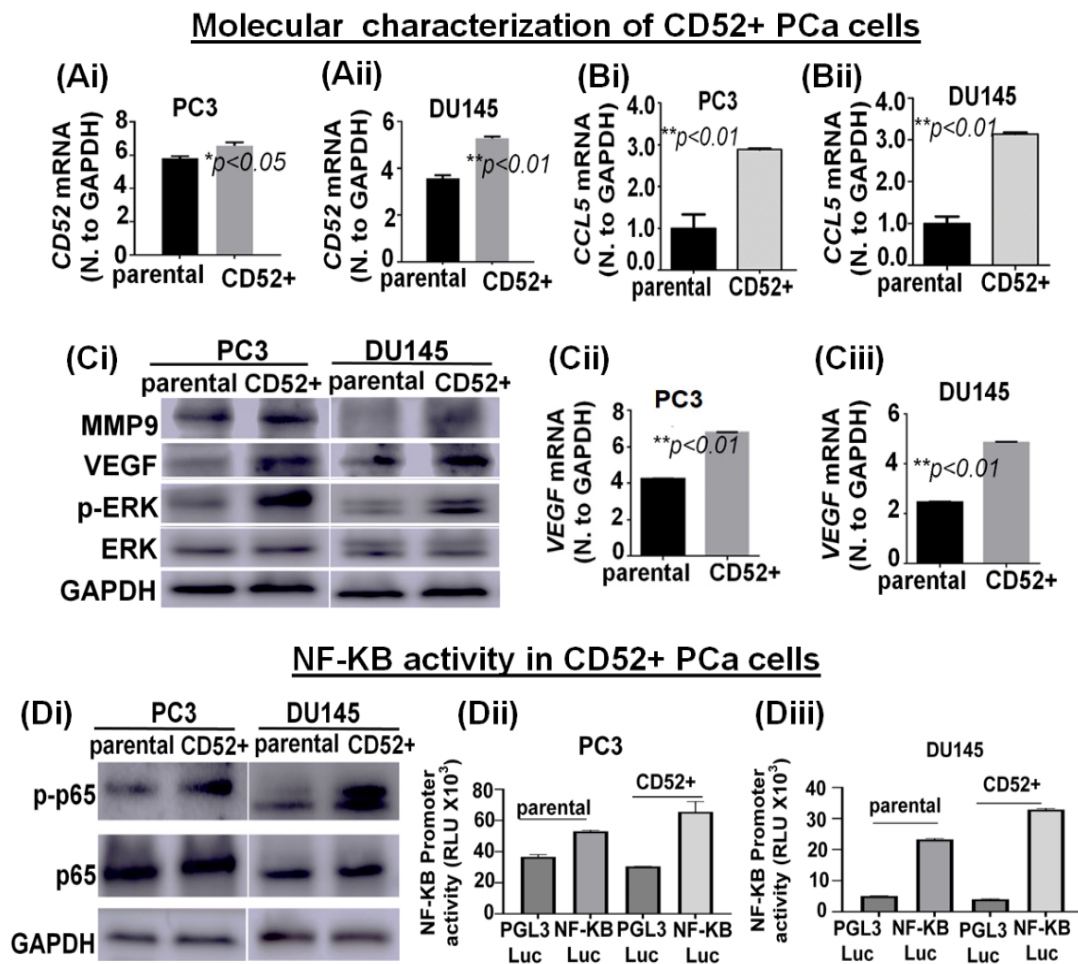 Molecular characterization of CD52+ PCa cells
(Ai)
PC3
CD52 mRNA
(N. to GAPDH)
8
6
4
2
0
*p<0.05
parental
CD52+
(Aii)
DU145
CD52 mRNA
(N. to GAPDH)
6
4
2
0
**p<0.01
parental
CD52+
(Bi)
PC3
CCL5 mRNA
(N. to GAPDH)
4.0
3.0
2.0
1.0
0.0
**p<0.01
parental
CD52+
(Bii)
DU145
CCL5 mRNA
(N. to GAPDH)
4.0
3.0
2.0
1.0
0.0
**p<0.01
parental
CD52+
(Ci)
PC3
DU145
parental CD52+
parental CD52+
MMP9
VEGF
p-ERK
ERK
GAPDH
(Cii)
PC3
VEGF mRNA
(N. to GAPDH)
8
6
4
2
0
**p<0.01
parental
CD52+
(Ciii)
DU145
VEGF mRNA
(N. to GAPDH)
6
4
2
0
**p<0.01
parental
CD52+
NF-KB activity in CD52+ PCa cells
(Di)
PC3
DU145
parental CD52+
parental CD52+
p-p65
p65
GAPDH
(Dii)
PC3
NF-KB Promoter
activity (RLU X10³)
80
60
40
20
0
parental
CD52+
PGL3 NF-KB PGL3 NF-KB
Luc Luc Luc Luc
(Diii)
DU145
NF-KB Promoter
activity (RLU X10³)
40
30
20
10
0
parental
CD52+
PGL3 NF-KB PGL3 NF-KB
Luc Luc Luc Luc